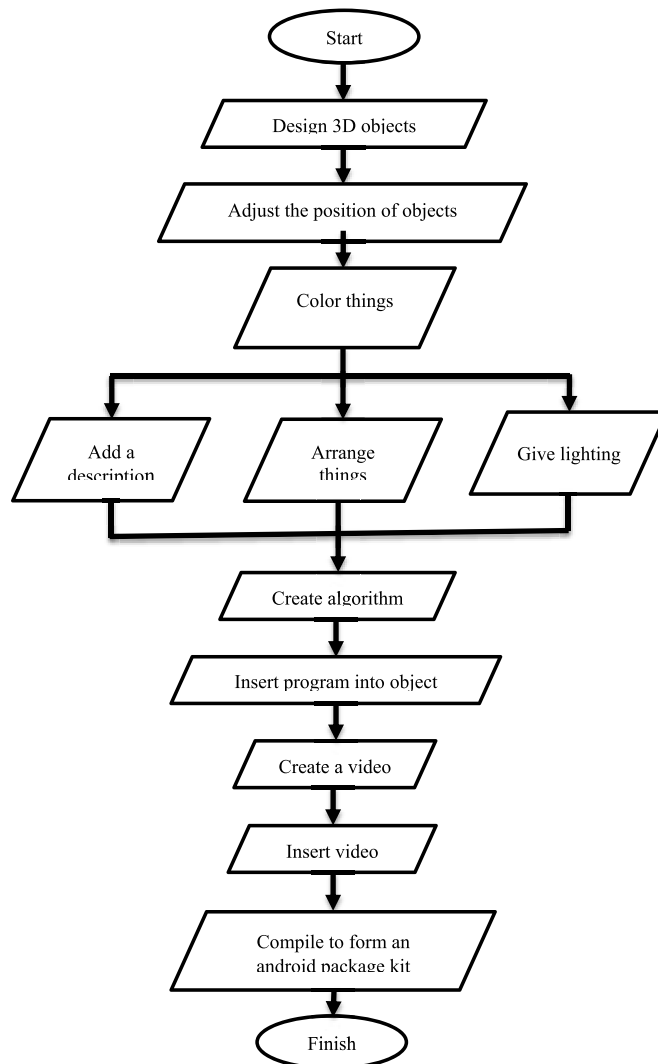 Start
Design 3D objects
Adjust the position of objects
Color things
Add a
description
Arrange
things
Give lighting
Create algorithm
Insert program into object
Create a video
Insert video
Compile to form an
android package kit
Finish